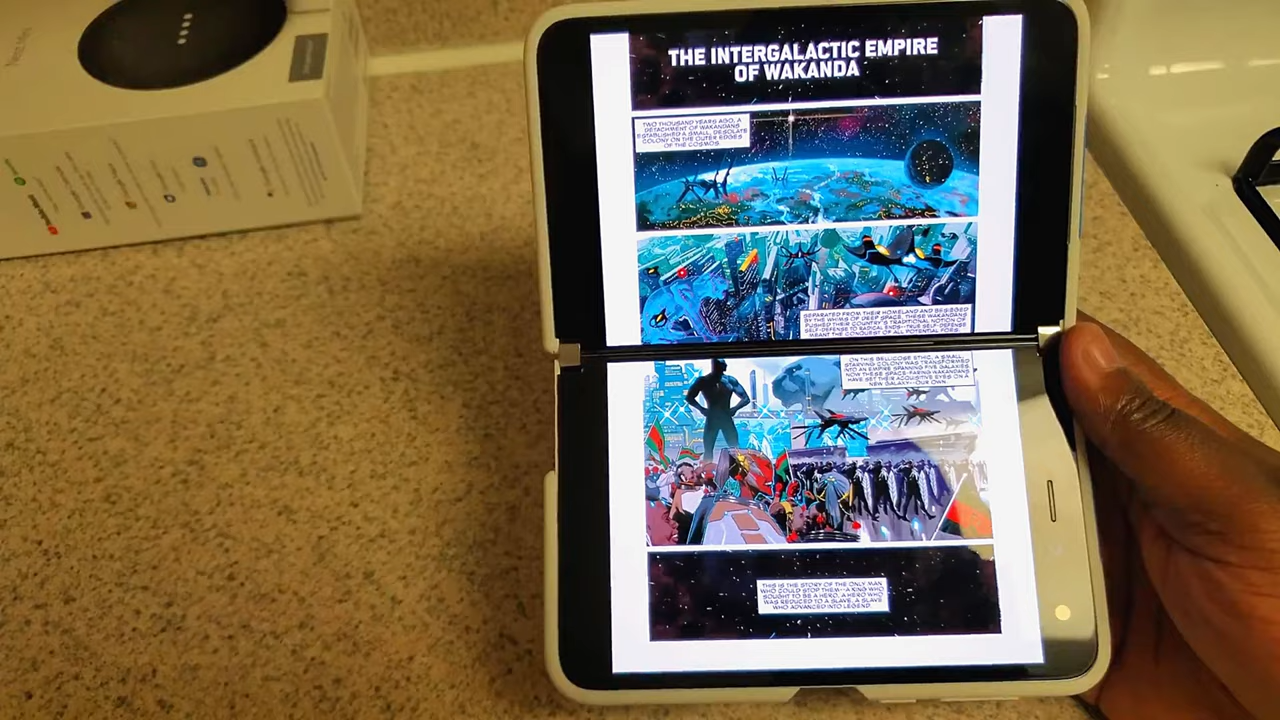 THE INTERGALACTIC EMPIRE
OF WAKANDA
TWO THOUSAND YEARS AGO, A
DETACHMENT OF WAKANDANS
ESTABLISHED A SMALL, DESOLATE
COLONY ON THE OUTER EDGES
OF THE COSMOS.
SEPARATED FROM THEIR HOMELAND AND BESIEGED
BY THE WHIMS OF DEEP SPACE, THESE WAKANDANS
PUSHED THEIR COUNTRY'S TRADITIONAL NOTION OF
SELF-DEFENSE TO RADICAL ENDS--TRUE SELF-DEFENSE
MEANT THE CONQUEST OF ALL POTENTIAL FOES.
ON THIS BELLICOSE ETHIC, A SMALL,
STARVING COLONY WAS TRANSFORMED
INTO AN EMPIRE SPANNING FIVE GALAXIES.
NOW THESE SPACE-FARING WAKANDANS
HAVE SET THEIR ACQUISITIVE EYES ON A
NEW GALAXY--OUR OWN.
THIS IS THE STORY OF THE ONLY MAN
WHO COULD STOP THEM--A KING WHO
SOUGHT TO BE A HERO, A HERO WHO
WAS REDUCED TO A SLAVE, A SLAVE
WHO ADVANCED INTO LEGEND.